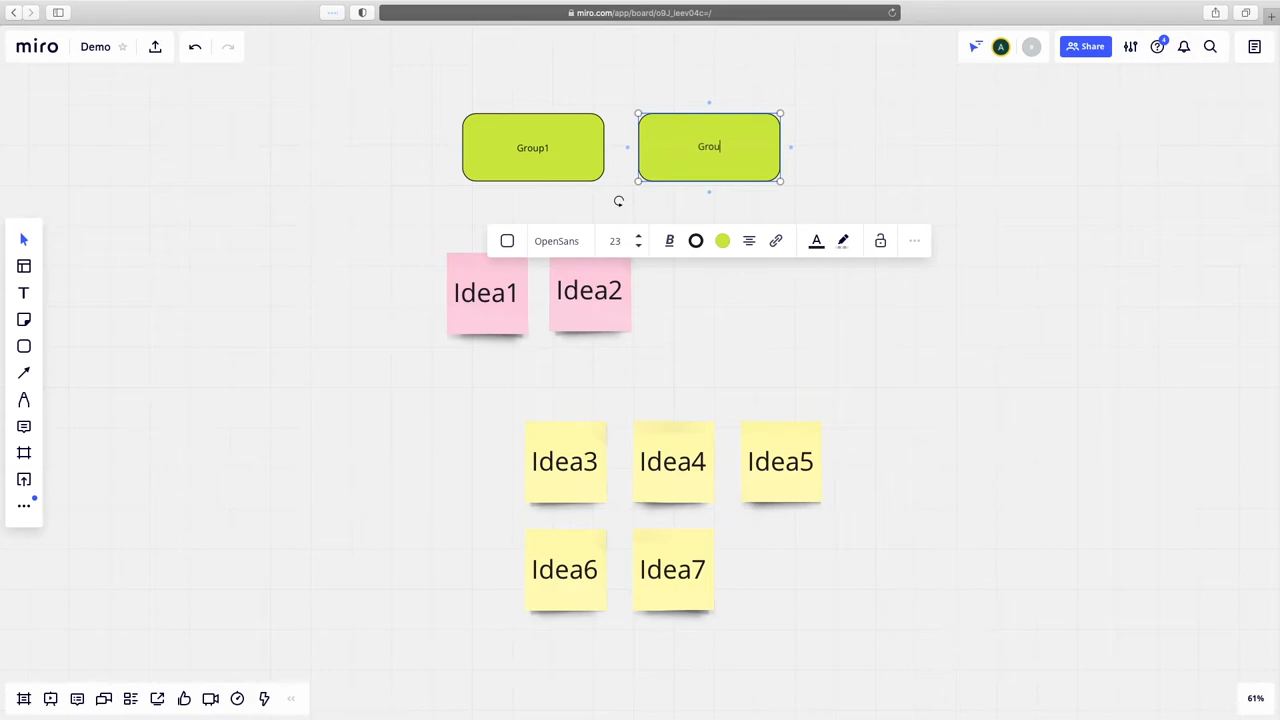 miro.com/app/board/o9J_leev04c=/
miro
Demo
A
Share
4
Group1
Grou
OpenSans
23
B
A
T
Idea1
Idea2
Idea3
Idea4
Idea5
Idea6
Idea7
61%